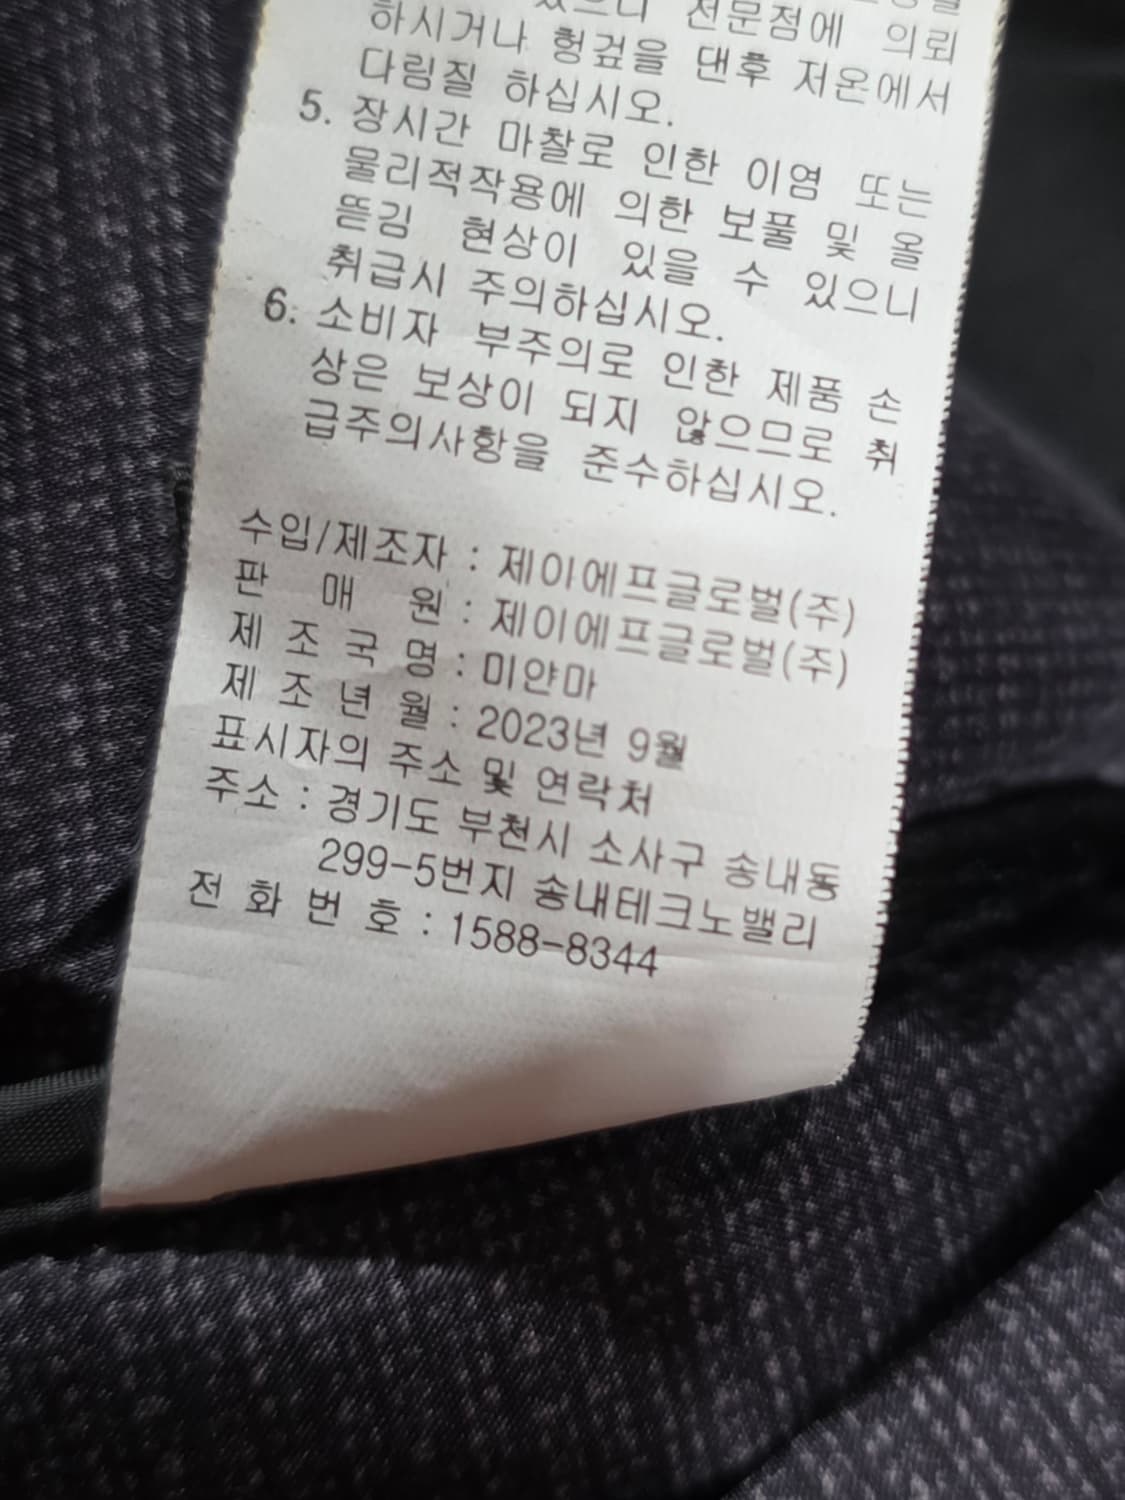 전문점에 의뢰
하시거나 헝겊을 댄후 저온에서
다림질 하십시오.
5. 장시간 마찰로 인한 이염 또는
물리적작용에 의한 보풀 및 올
뜯김 현상이 있을 수 있으니
취급시 주의하십시오.
6. 소비자 부주의로 인한 제품 손
상은 보상이 되지 않으므로 취
급주의사항을 준수하십시오.
수입/제조자 : 제이에프글로벌(주)
판 매 원 : 제이에프글로벌(주)
제 조 국 명 : 미얀마
제 조 년 월 : 2023년 9월
표시자의 주소 및 연락처
주소 : 경기도 부천시 소사구 송내동
299-5번지 송내테크노밸리
전 화 번 호 : 1588-8344